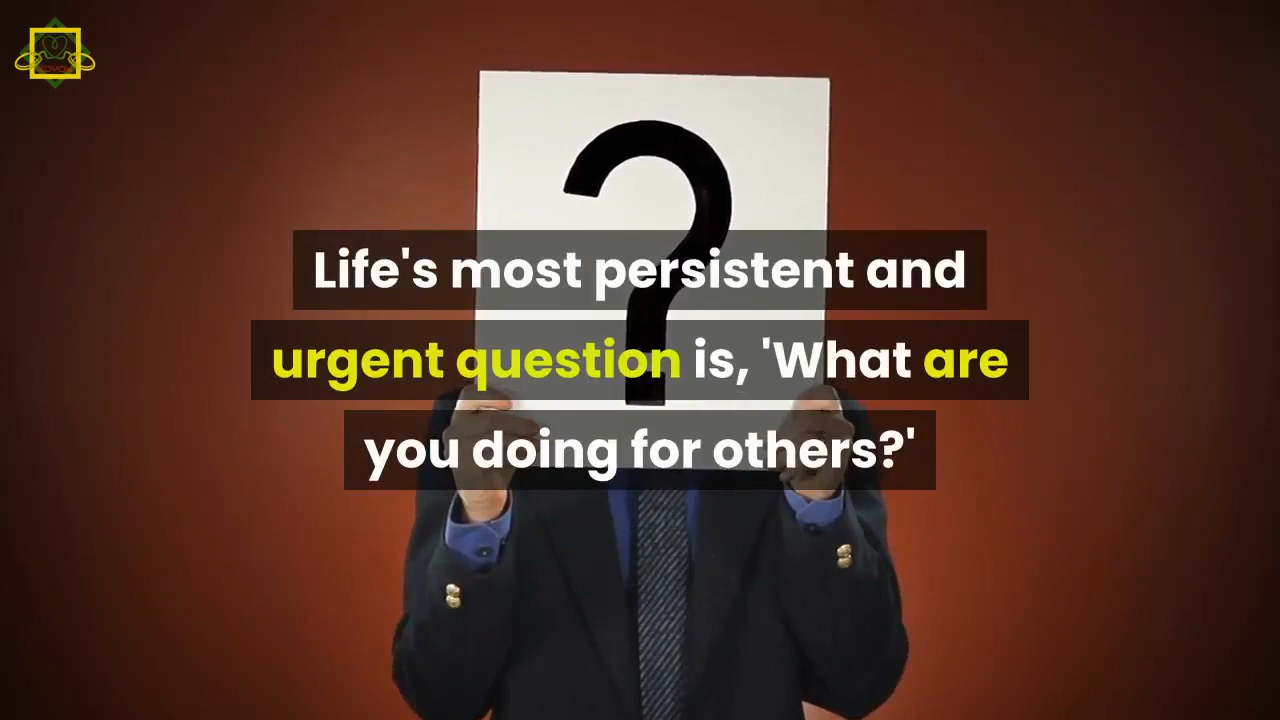 ?
Life's most persistent and
urgent question is, 'What are
you doing for others?'